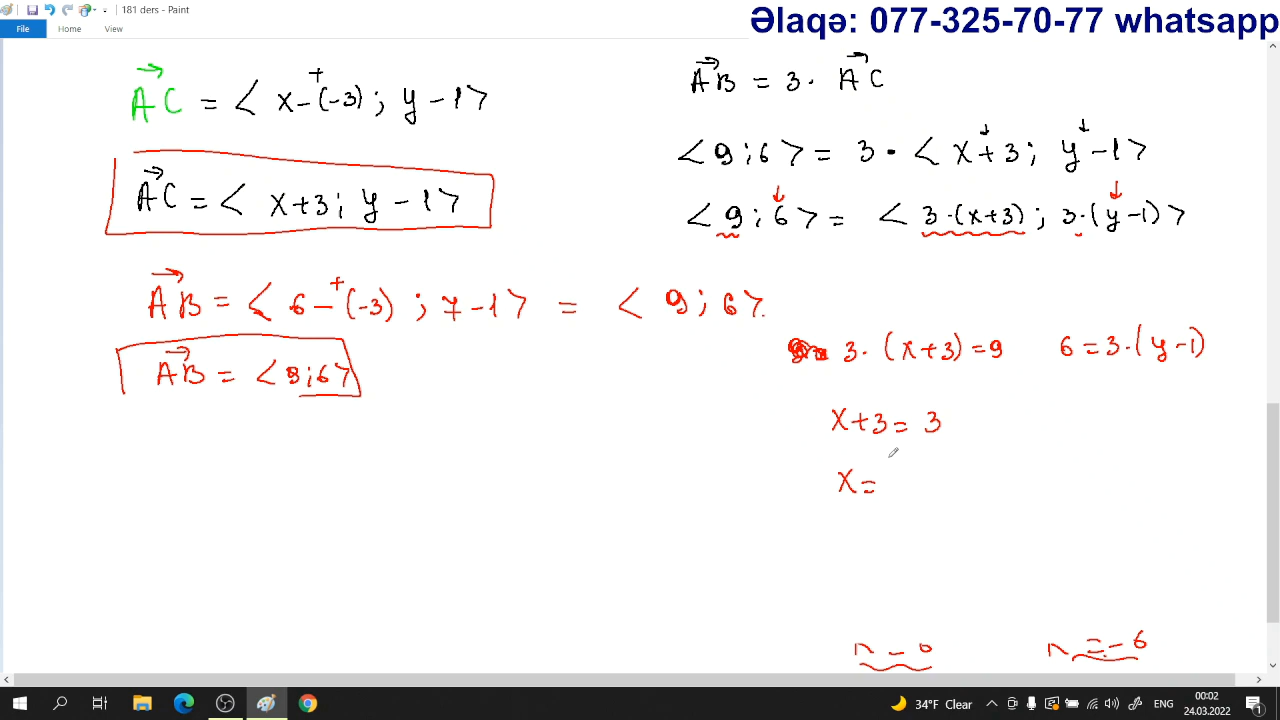 181 ders - Paint
Əlaqə: 077-325-70-77 whatsapp
File Home View
AC = < x-(-3) ; y-1>
+
AC = < x+3 ; y-1>
AB = < 6-(-3) ; 7-1> = < 9 ; 6>.
+
AB = < 9;6>
AB = 3 · AC
< 9 ; 6 > = 3 · < x+3 ; y-1>
< 9 ; 6 > = < 3·(x+3) ; 3·(y-1) >
3·(x+3) = 9 6 = 3·(y-1)
x+3 = 3
x =
n = -6
34°F Clear
ENG
00:02
24.03.2022
1